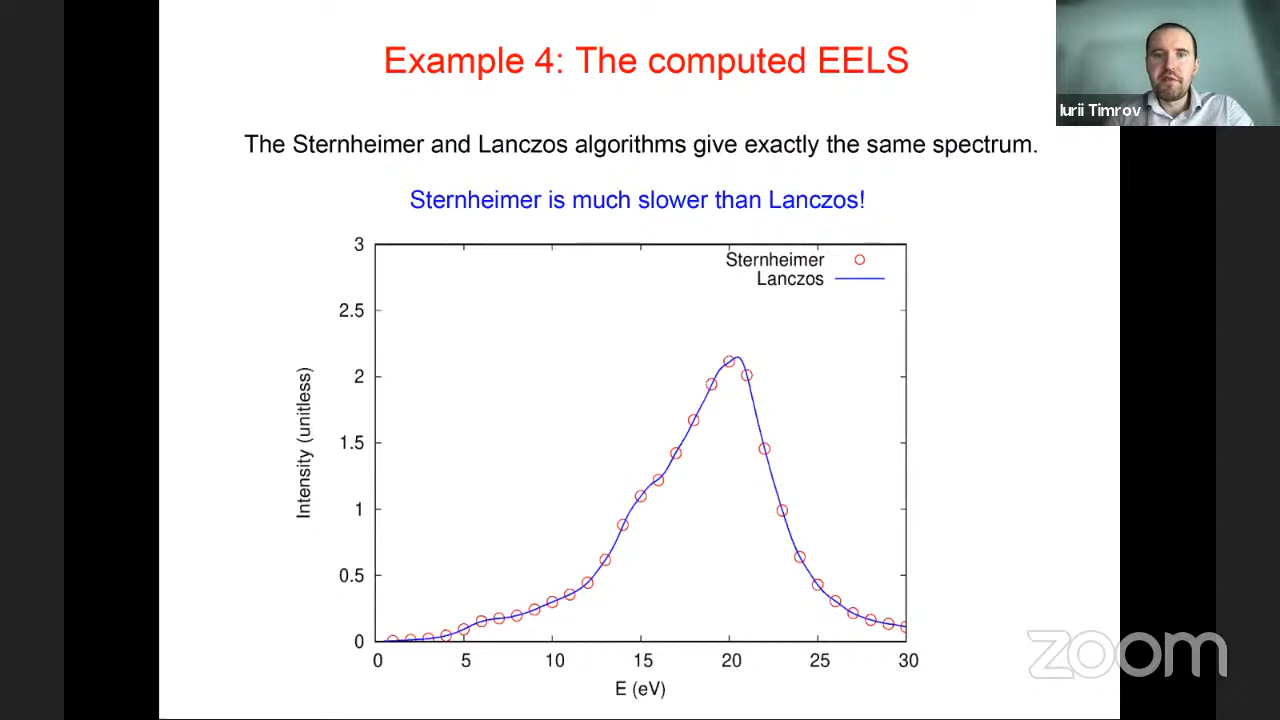 Example 4: The computed EELS
Iurii Timrov
The Sternheimer and Lanczos algorithms give exactly the same spectrum.
Sternheimer is much slower than Lanczos!
3
2.5
2
1.5
1
0.5
0
Intensity (unitless)
Sternheimer
Lanczos
0 5 10 15 20 25 30
E (eV)
zoom